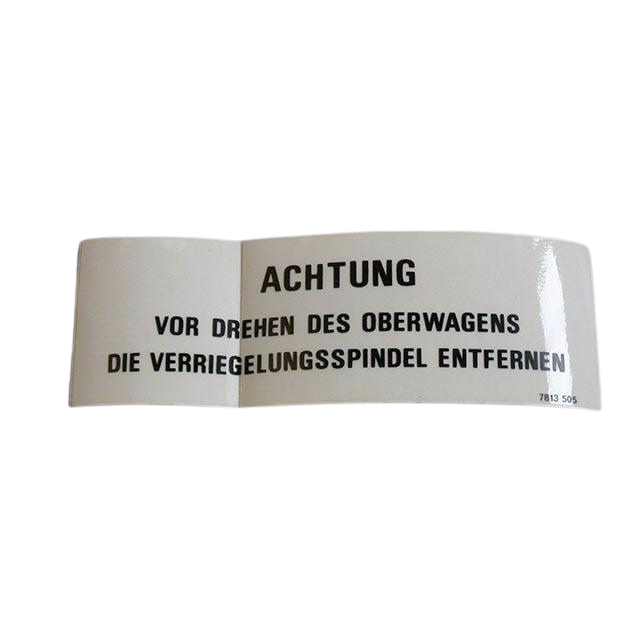 ACHTUNG
VOR DREHEN DES OBERWAGENS
DIE VERRIEGELUNGSSPINDEL ENTFERNEN
7813 505